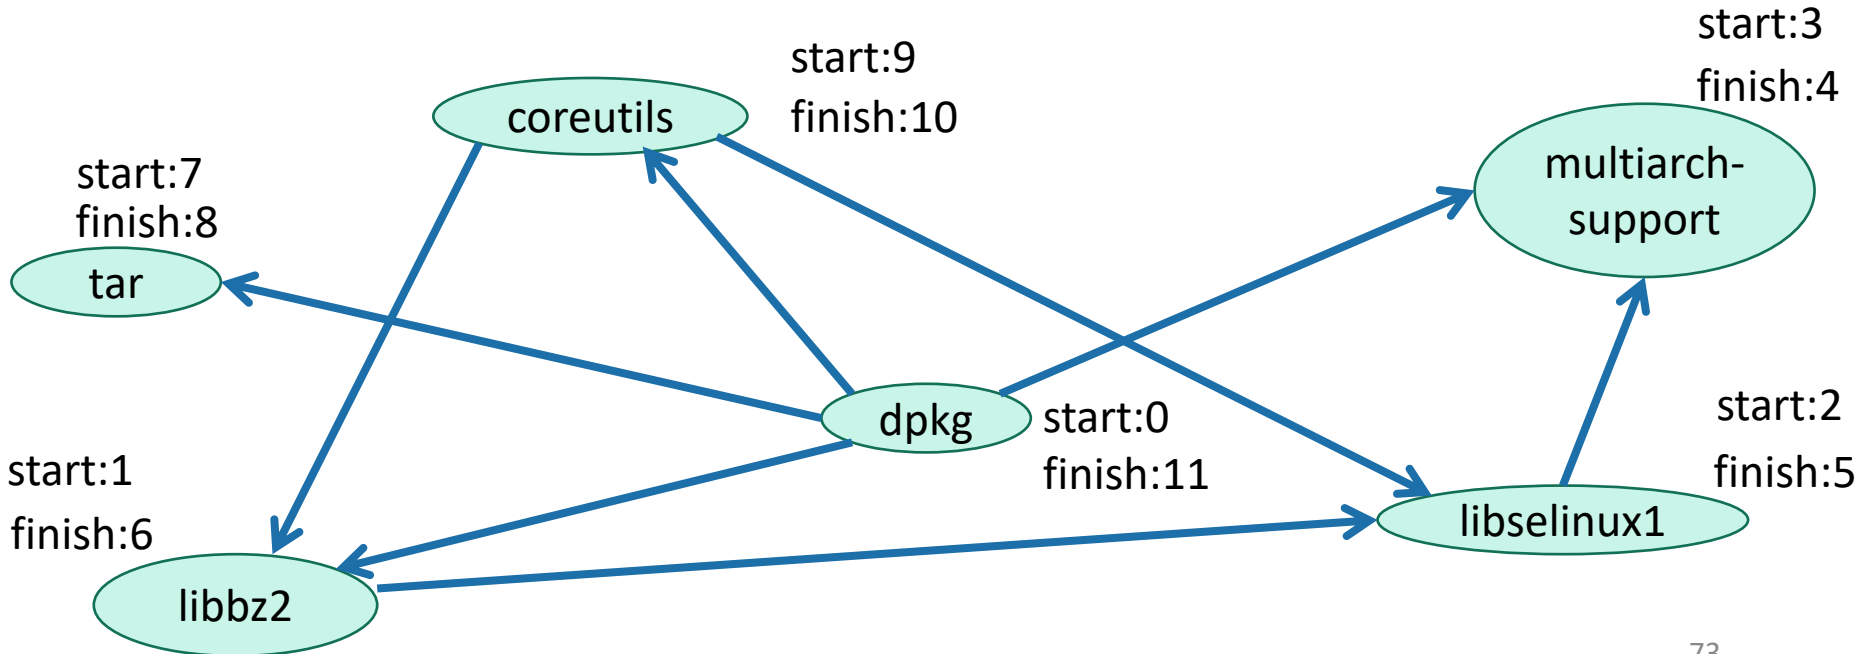 start:3
finish:4
start:9
finish:10
coreutils
multiarch-
support
start:7
finish:8
tar
dpkg
start:0
finish:11
start:2
finish:5
libselinux1
start:1
finish:6
libbz2
73